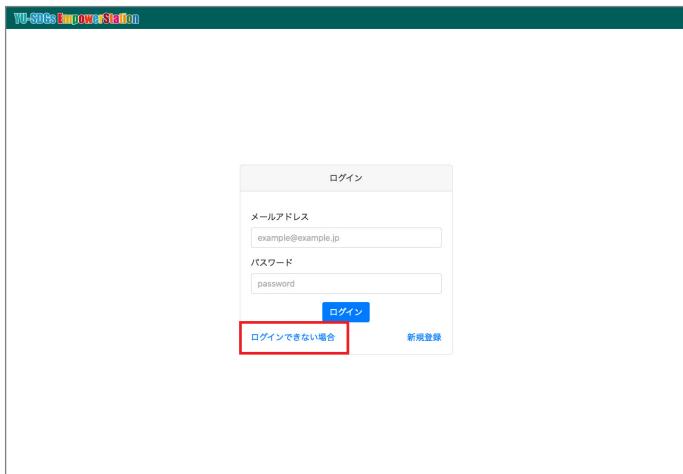 YU-SDGs EmpowerStation
ログイン
メールアドレス
example@example.jp
パスワード
password
ログイン
ログインできない場合 新規登録